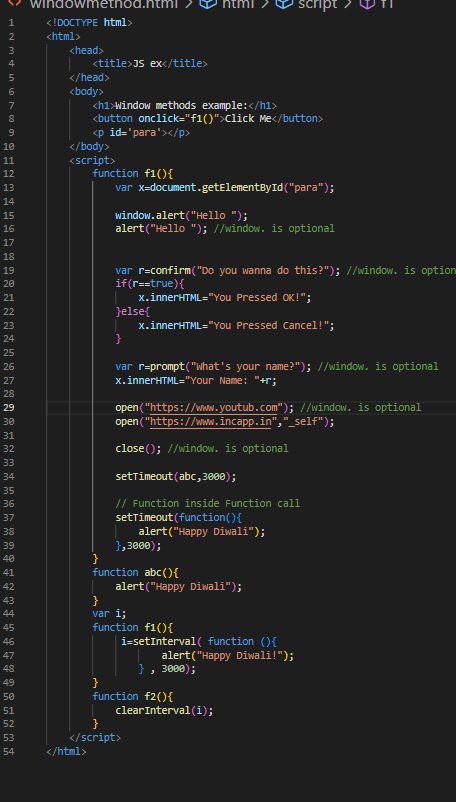 windowmethod.html > html > script > f1
1 <!DOCTYPE html>
2 <html>
3 <head>
4 <title>JS ex</title>
5 </head>
6 <body>
7 <h1>Window methods example:</h1>
8 <button onclick="f1()">Click Me</button>
9 <p id='para'></p>
10 </body>
11 <script>
12 function f1(){
13 var x=document.getElementById("para");
14
15 window.alert("Hello ");
16 alert("Hello "); //window. is optional
17
18
19 var r=confirm("Do you wanna do this?"); //window. is option
20 if(r==true){
21 x.innerHTML="You Pressed OK!";
22 }else{
23 x.innerHTML="You Pressed Cancel!";
24 }
25
26 var r=prompt("What's your name?"); //window. is optional
27 x.innerHTML="Your Name: "+r;
28
29 open("https://www.youtub.com"); //window. is optional
30 open("https://www.incapp.in","_self");
31
32 close(); //window. is optional
33
34 setTimeout(abc,3000);
35
36 // Function inside Function call
37 setTimeout(function(){
38 alert("Happy Diwali");
39 },3000);
40 }
41 function abc(){
42 alert("Happy Diwali");
43 }
44 var i;
45 function f1(){
46 i=setInterval( function (){
47 alert("Happy Diwali!");
48 } , 3000);
49 }
50 function f2(){
51 clearInterval(i);
52 }
53 </script>
54 </html>